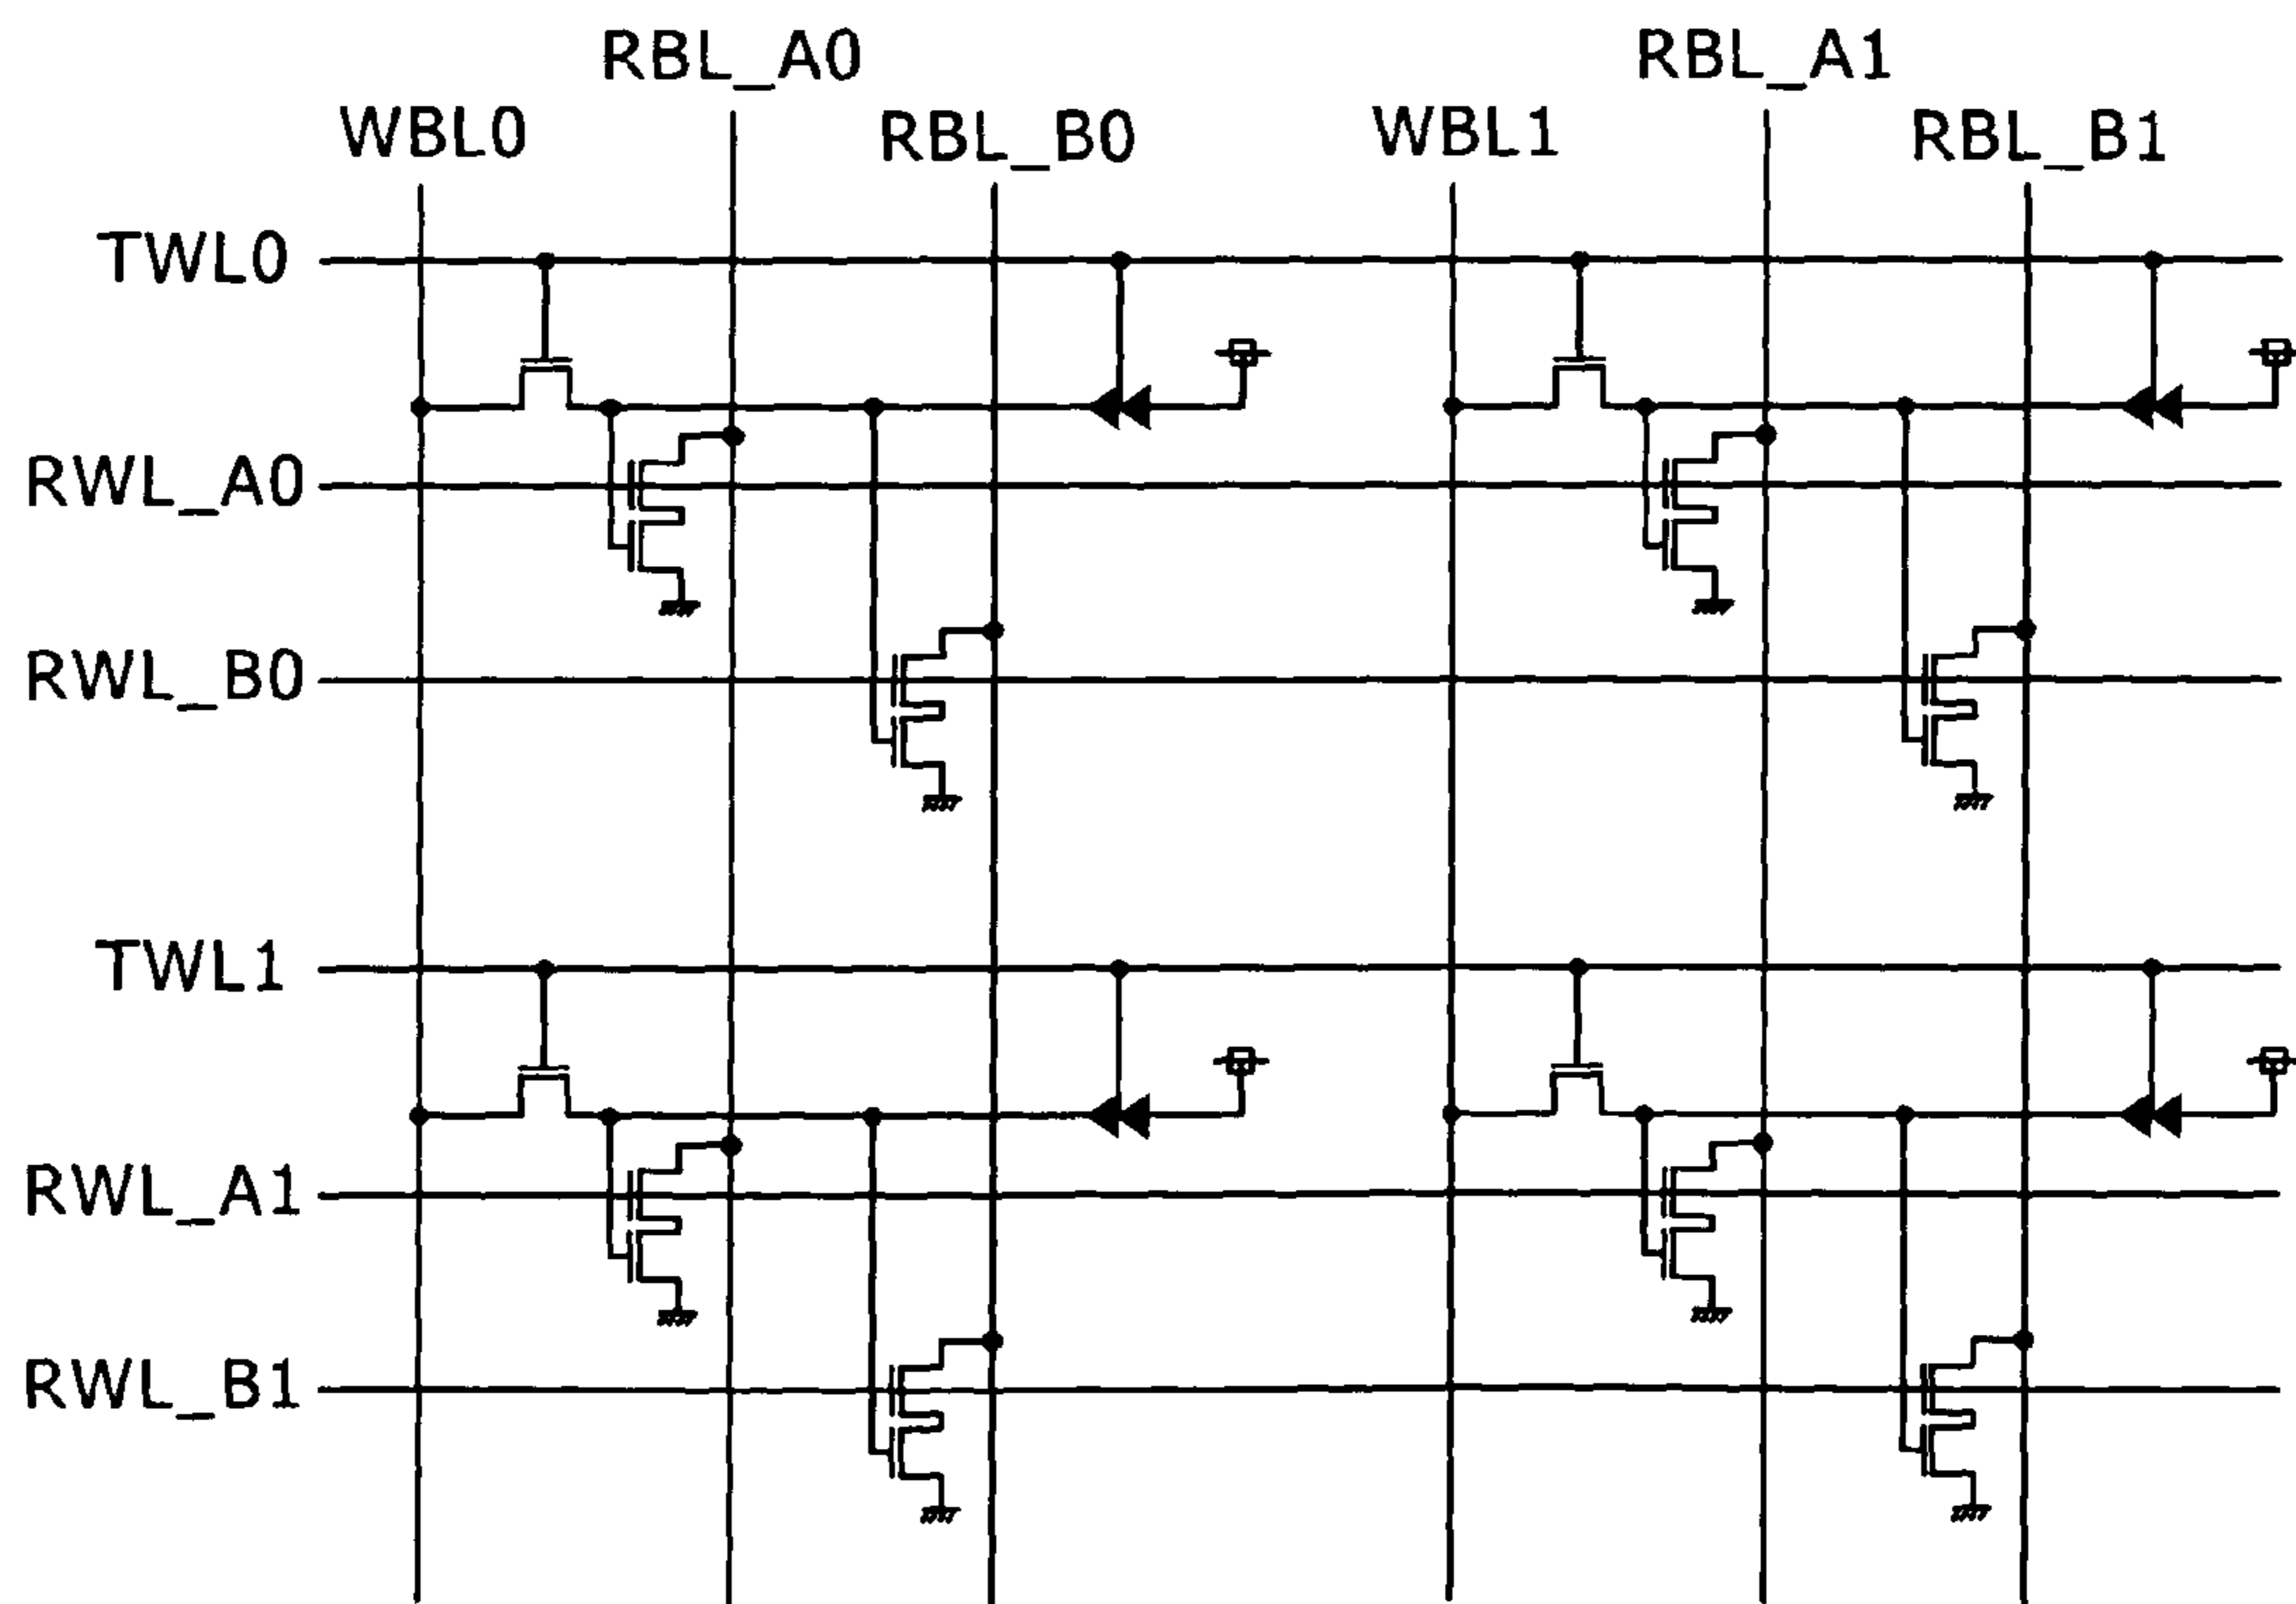 RBL_A0 RBL_A1
WBL0 RBL_B0 WBL1 RBL_B1
TWL0
RWL_A0
RWL_B0
TWL1
RWL_A1
RWL_B1